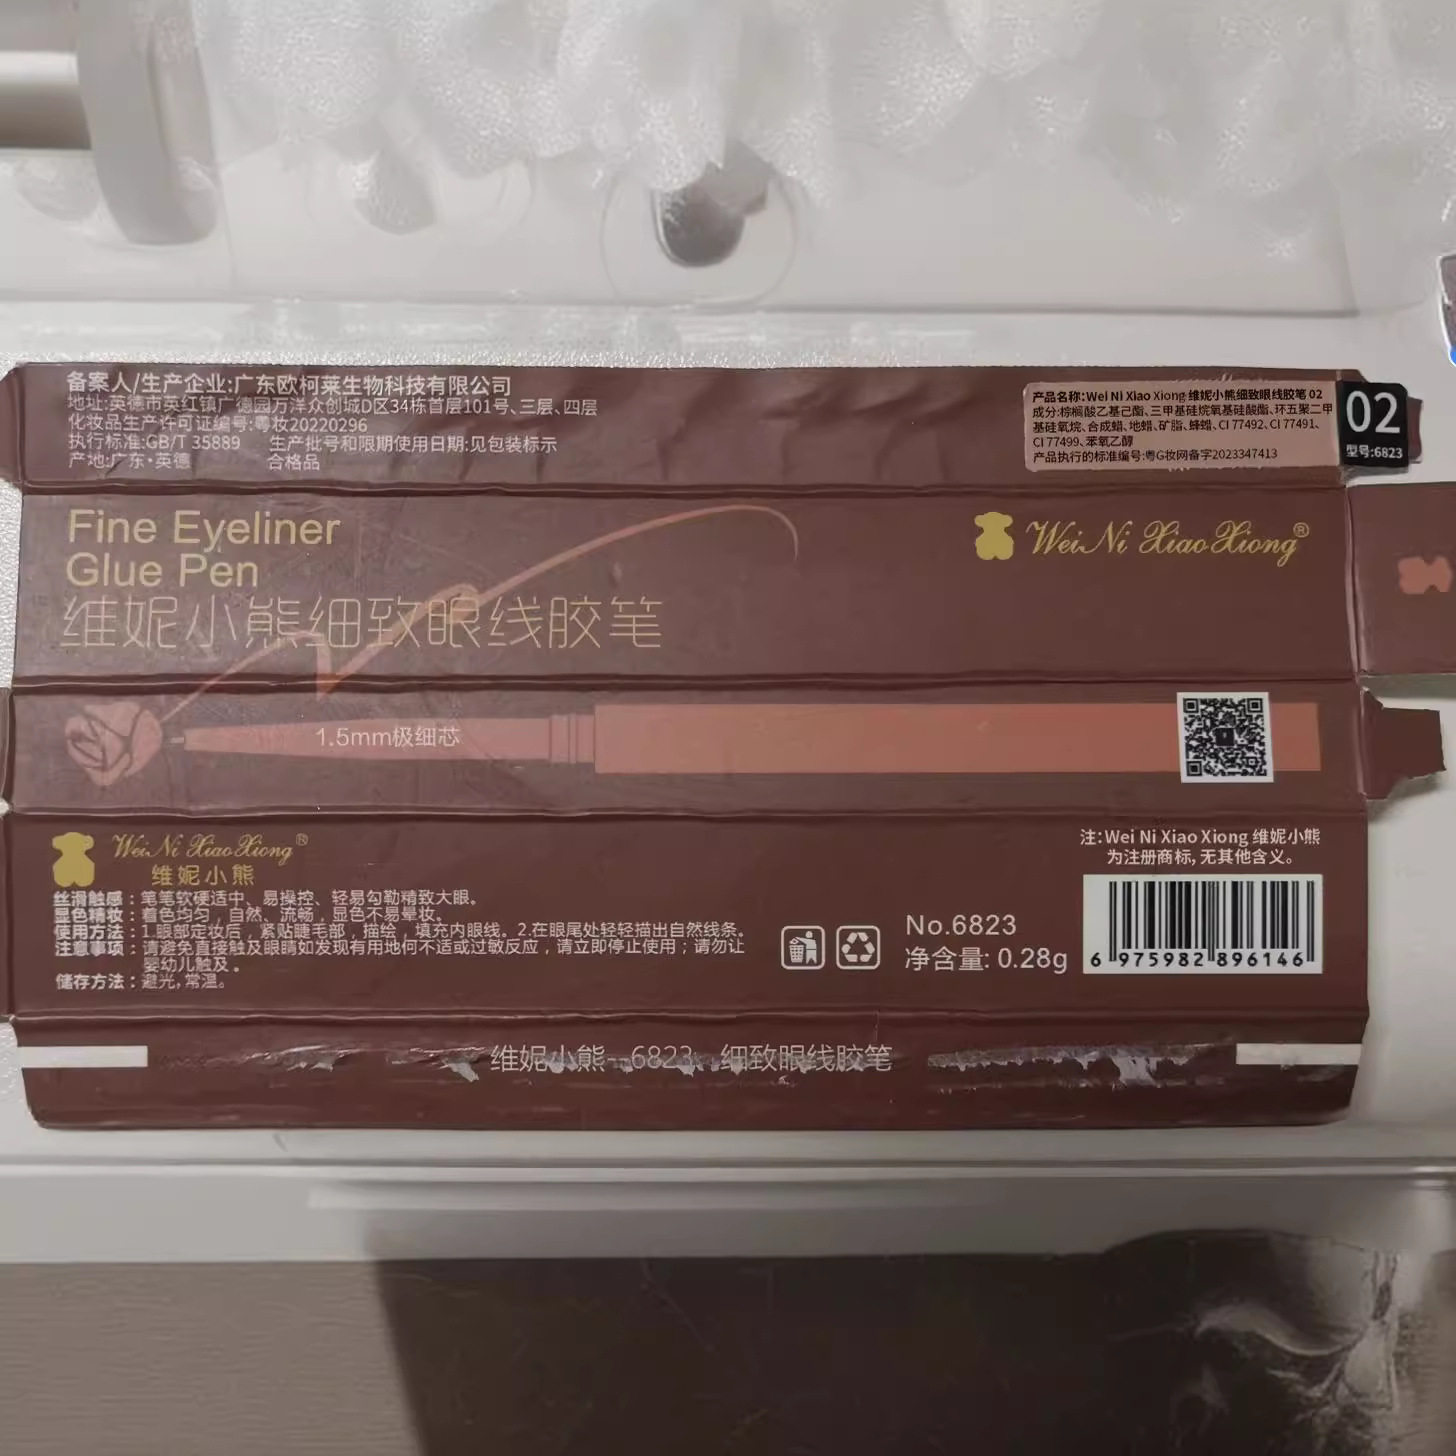 备案人/生产企业:广东欧柯莱生物科技有限公司
地址:英德市英红镇广德园万洋众创城D区34栋首层101号、三层、四层
化妆品生产许可证编号:粤妆20220296
执行标准:GB/T 35889 生产批号和限期使用日期:见包装标示
产地:广东·英德 合格品
产品名称:Wei Ni Xiao Xiong 维妮小熊细致眼线胶笔 02
成分:棕榈酸乙基己酯、三甲基硅烷氧基硅酸酯、环五聚二甲
基硅氧烷、合成蜡、地蜡、矿脂、蜂蜡、CI 77492、CI 77491、
CI 77499、苯氧乙醇
产品执行的标准编号:粤G妆网备字2023347413
02
型号:6823
Fine Eyeliner
Glue Pen
维妮小熊细致眼线胶笔
Wei Ni Xiao Xiong®
1.5mm极细芯
Wei Ni Xiao Xiong®
维妮小熊
丝滑触感：笔笔软硬适中、易操控、轻易勾勒精致大眼。
显色精妆：着色均匀，自然、流畅，显色不易晕妆。
使用方法：1.眼部定妆后，紧贴睫毛部，描绘，填充内眼线。2.在眼尾处轻轻描出自然线条。
注意事项：请避免直接触及眼睛如发现有用地何不适或过敏反应，请立即停止使用；请勿让
婴幼儿触及。
储存方法：避光,常温。
No.6823
净含量: 0.28g
注:Wei Ni Xiao Xiong 维妮小熊
为注册商标,无其他含义。
6 975982 896146
维妮小熊--6823 细致眼线胶笔